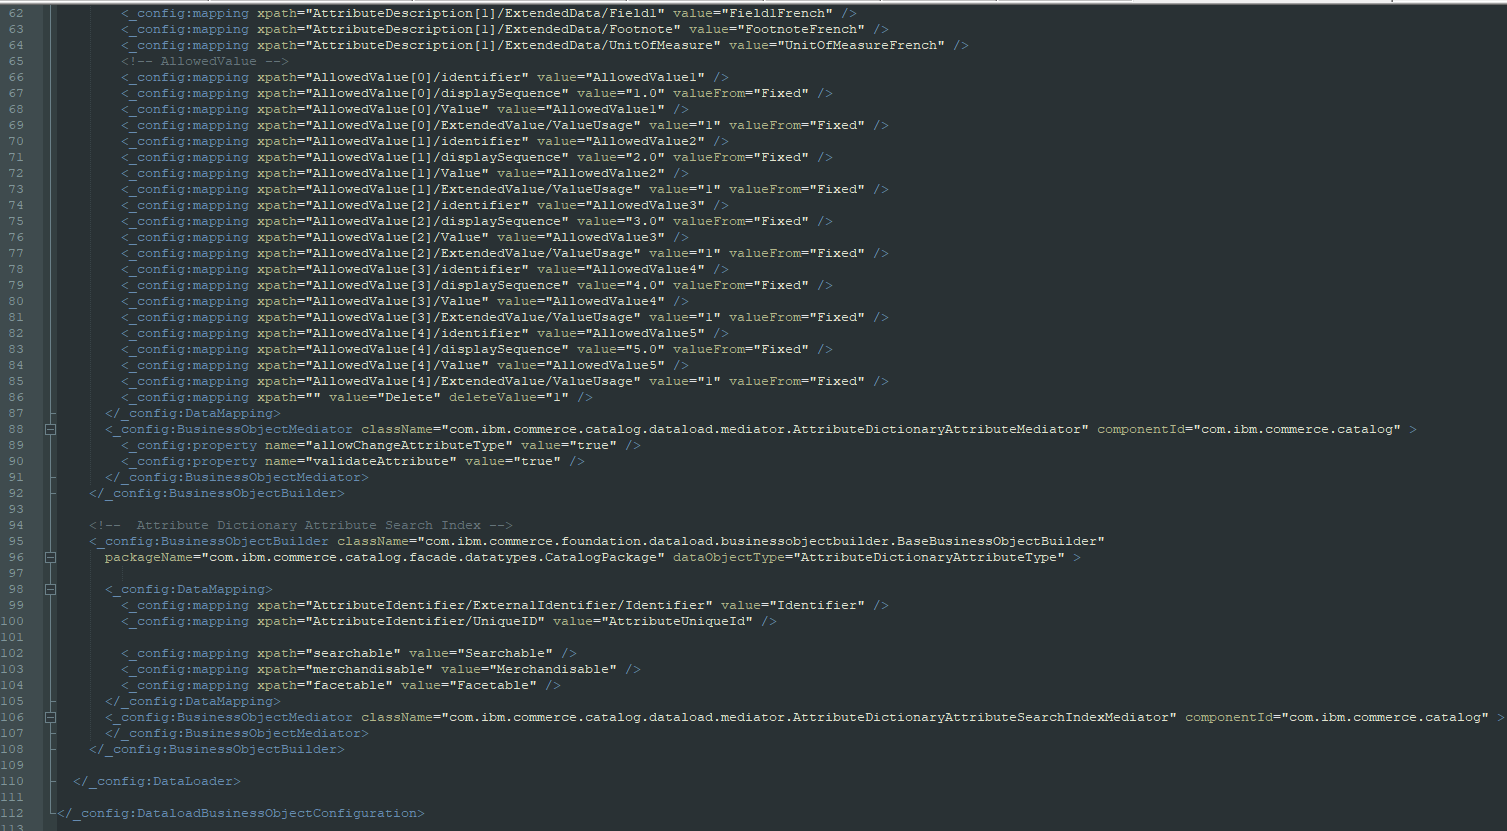 62 <_config:mapping xpath="AttributeDescription[1]/ExtendedData/Field1" value="Field1French" />
63 <_config:mapping xpath="AttributeDescription[1]/ExtendedData/Footnote" value="FootnoteFrench" />
64 <_config:mapping xpath="AttributeDescription[1]/ExtendedData/UnitOfMeasure" value="UnitOfMeasureFrench" />
65 <!-- AllowedValue -->
66 <_config:mapping xpath="AllowedValue[0]/identifier" value="AllowedValue1" />
67 <_config:mapping xpath="AllowedValue[0]/displaySequence" value="1.0" valueFrom="Fixed" />
68 <_config:mapping xpath="AllowedValue[0]/Value" value="AllowedValue1" />
69 <_config:mapping xpath="AllowedValue[0]/ExtendedValue/ValueUsage" value="1" valueFrom="Fixed" />
70 <_config:mapping xpath="AllowedValue[1]/identifier" value="AllowedValue2" />
71 <_config:mapping xpath="AllowedValue[1]/displaySequence" value="2.0" valueFrom="Fixed" />
72 <_config:mapping xpath="AllowedValue[1]/Value" value="AllowedValue2" />
73 <_config:mapping xpath="AllowedValue[1]/ExtendedValue/ValueUsage" value="1" valueFrom="Fixed" />
74 <_config:mapping xpath="AllowedValue[2]/identifier" value="AllowedValue3" />
75 <_config:mapping xpath="AllowedValue[2]/displaySequence" value="3.0" valueFrom="Fixed" />
76 <_config:mapping xpath="AllowedValue[2]/Value" value="AllowedValue3" />
77 <_config:mapping xpath="AllowedValue[2]/ExtendedValue/ValueUsage" value="1" valueFrom="Fixed" />
78 <_config:mapping xpath="AllowedValue[3]/identifier" value="AllowedValue4" />
79 <_config:mapping xpath="AllowedValue[3]/displaySequence" value="4.0" valueFrom="Fixed" />
80 <_config:mapping xpath="AllowedValue[3]/Value" value="AllowedValue4" />
81 <_config:mapping xpath="AllowedValue[3]/ExtendedValue/ValueUsage" value="1" valueFrom="Fixed" />
82 <_config:mapping xpath="AllowedValue[4]/identifier" value="AllowedValue5" />
83 <_config:mapping xpath="AllowedValue[4]/displaySequence" value="5.0" valueFrom="Fixed" />
84 <_config:mapping xpath="AllowedValue[4]/Value" value="AllowedValue5" />
85 <_config:mapping xpath="AllowedValue[4]/ExtendedValue/ValueUsage" value="1" valueFrom="Fixed" />
86 <_config:mapping xpath="" value="Delete" deleteValue="1" />
87 </_config:DataMapping>
88 <_config:BusinessObjectMediator className="com.ibm.commerce.catalog.dataload.mediator.AttributeDictionaryAttributeMediator" componentId="com.ibm.commerce.catalog" >
89 <_config:property name="allowChangeAttributeType" value="true" />
90 <_config:property name="validateAttribute" value="true" />
91 </_config:BusinessObjectMediator>
92 </_config:BusinessObjectBuilder>
93
94 <!--  Attribute Dictionary Attribute Search Index -->
95 <_config:BusinessObjectBuilder className="com.ibm.commerce.foundation.dataload.businessobjectbuilder.BaseBusinessObjectBuilder"
96 packageName="com.ibm.commerce.catalog.facade.datatypes.CatalogPackage" dataObjectType="AttributeDictionaryAttributeType" >
97
98 <_config:DataMapping>
99 <_config:mapping xpath="AttributeIdentifier/ExternalIdentifier/Identifier" value="Identifier" />
100 <_config:mapping xpath="AttributeIdentifier/UniqueID" value="AttributeUniqueId" />
101
102 <_config:mapping xpath="searchable" value="Searchable" />
103 <_config:mapping xpath="merchandisable" value="Merchandisable" />
104 <_config:mapping xpath="facetable" value="Facetable" />
105 </_config:DataMapping>
106 <_config:BusinessObjectMediator className="com.ibm.commerce.catalog.dataload.mediator.AttributeDictionaryAttributeSearchIndexMediator" componentId="com.ibm.commerce.catalog" >
107 </_config:BusinessObjectMediator>
108 </_config:BusinessObjectBuilder>
109
110 </_config:DataLoader>
111
112 </_config:DataloadBusinessObjectConfiguration>
113